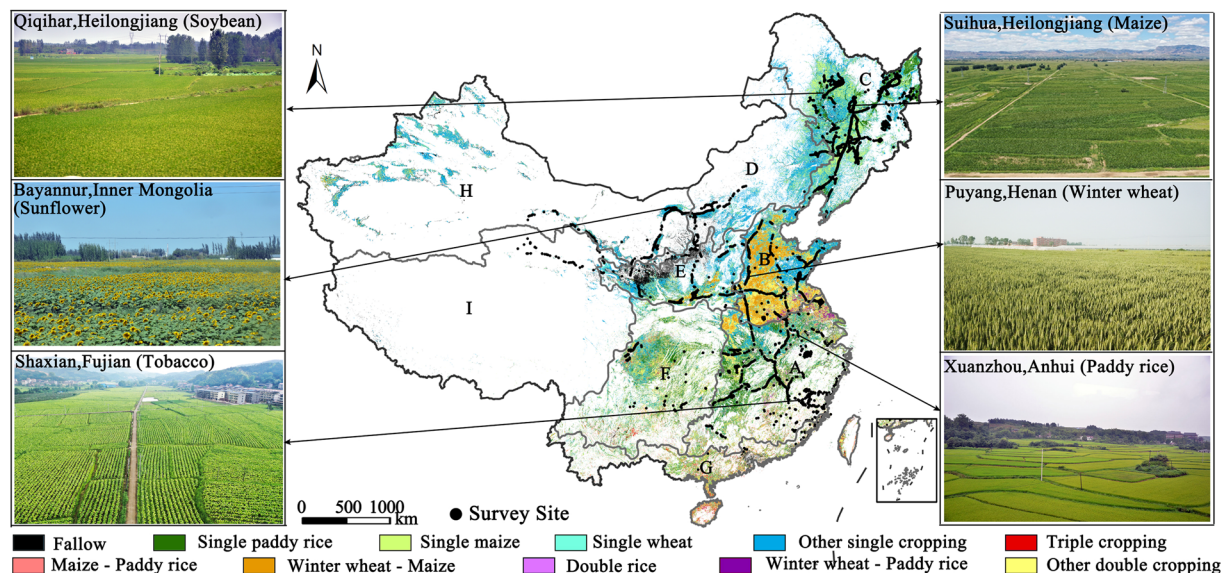 Qiqihar,Heilongjiang (Soybean)
Bayannur,Inner Mongolia
(Sunflower)
Shaxian,Fujian (Tobacco)
N
C
D
H
B
E
I
F
A
G
0 500 1000
km
Survey Site
Suihua,Heilongjiang (Maize)
Puyang,Henan (Winter wheat)
Xuanzhou,Anhui (Paddy rice)
Fallow
Single paddy rice
Single maize
Single wheat
Other single cropping
Triple cropping
Maize - Paddy rice
Winter wheat - Maize
Double rice
Winter wheat - Paddy rice
Other double cropping